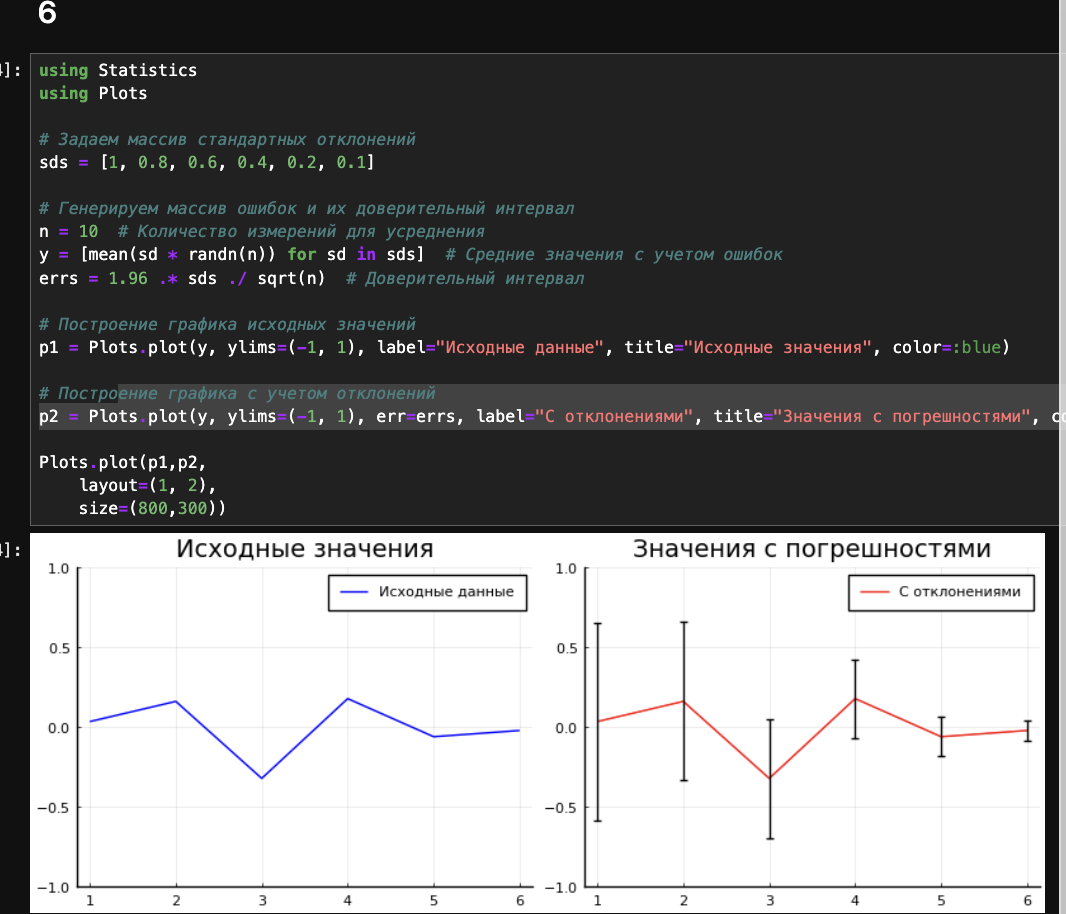 6
]:
using Statistics
using Plots
# Задаем массив стандартных отклонений
sds = [1, 0.8, 0.6, 0.4, 0.2, 0.1]
# Генерируем массив ошибок и их доверительный интервал
n = 10  # Количество измерений для усреднения
y = [mean(sd * randn(n)) for sd in sds]  # Средние значения с учетом ошибок
errs = 1.96 .* sds ./ sqrt(n)  # Доверительный интервал
# Построение графика исходных значений
p1 = Plots.plot(y, ylims=(-1, 1), label="Исходные данные", title="Исходные значения", color=:blue)
# Построение графика с учетом отклонений
p2 = Plots.plot(y, ylims=(-1, 1), err=errs, label="С отклонениями", title="Значения с погрешностями",
Plots.plot(p1,p2,
    layout=(1, 2),
    size=(800,300))
]:
Исходные значения
Исходные данные
1.0
0.5
0.0
−0.5
−1.0
1 2 3 4 5 6
Значения с погрешностями
С отклонениями
1.0
0.5
0.0
−0.5
−1.0
1 2 3 4 5 6